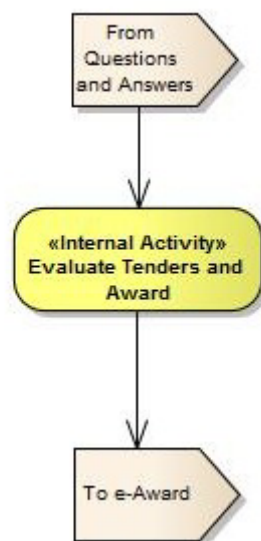 From
Questions
and Answers
«Internal Activity»
Evaluate Tenders and
Award
To e-Award